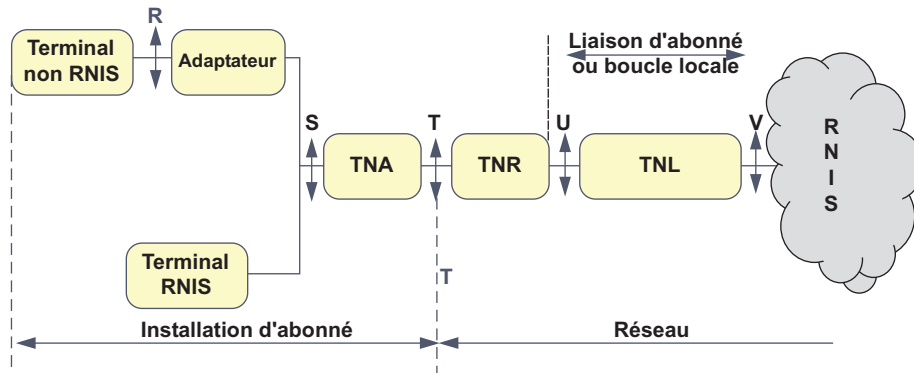 R
Terminal
non RNIS
Adaptateur
Liaison d'abonné
ou boucle locale
S
T
U
V
TNA
TNR
TNL
R
N
I
S
Terminal
RNIS
T
Installation d'abonné
Réseau